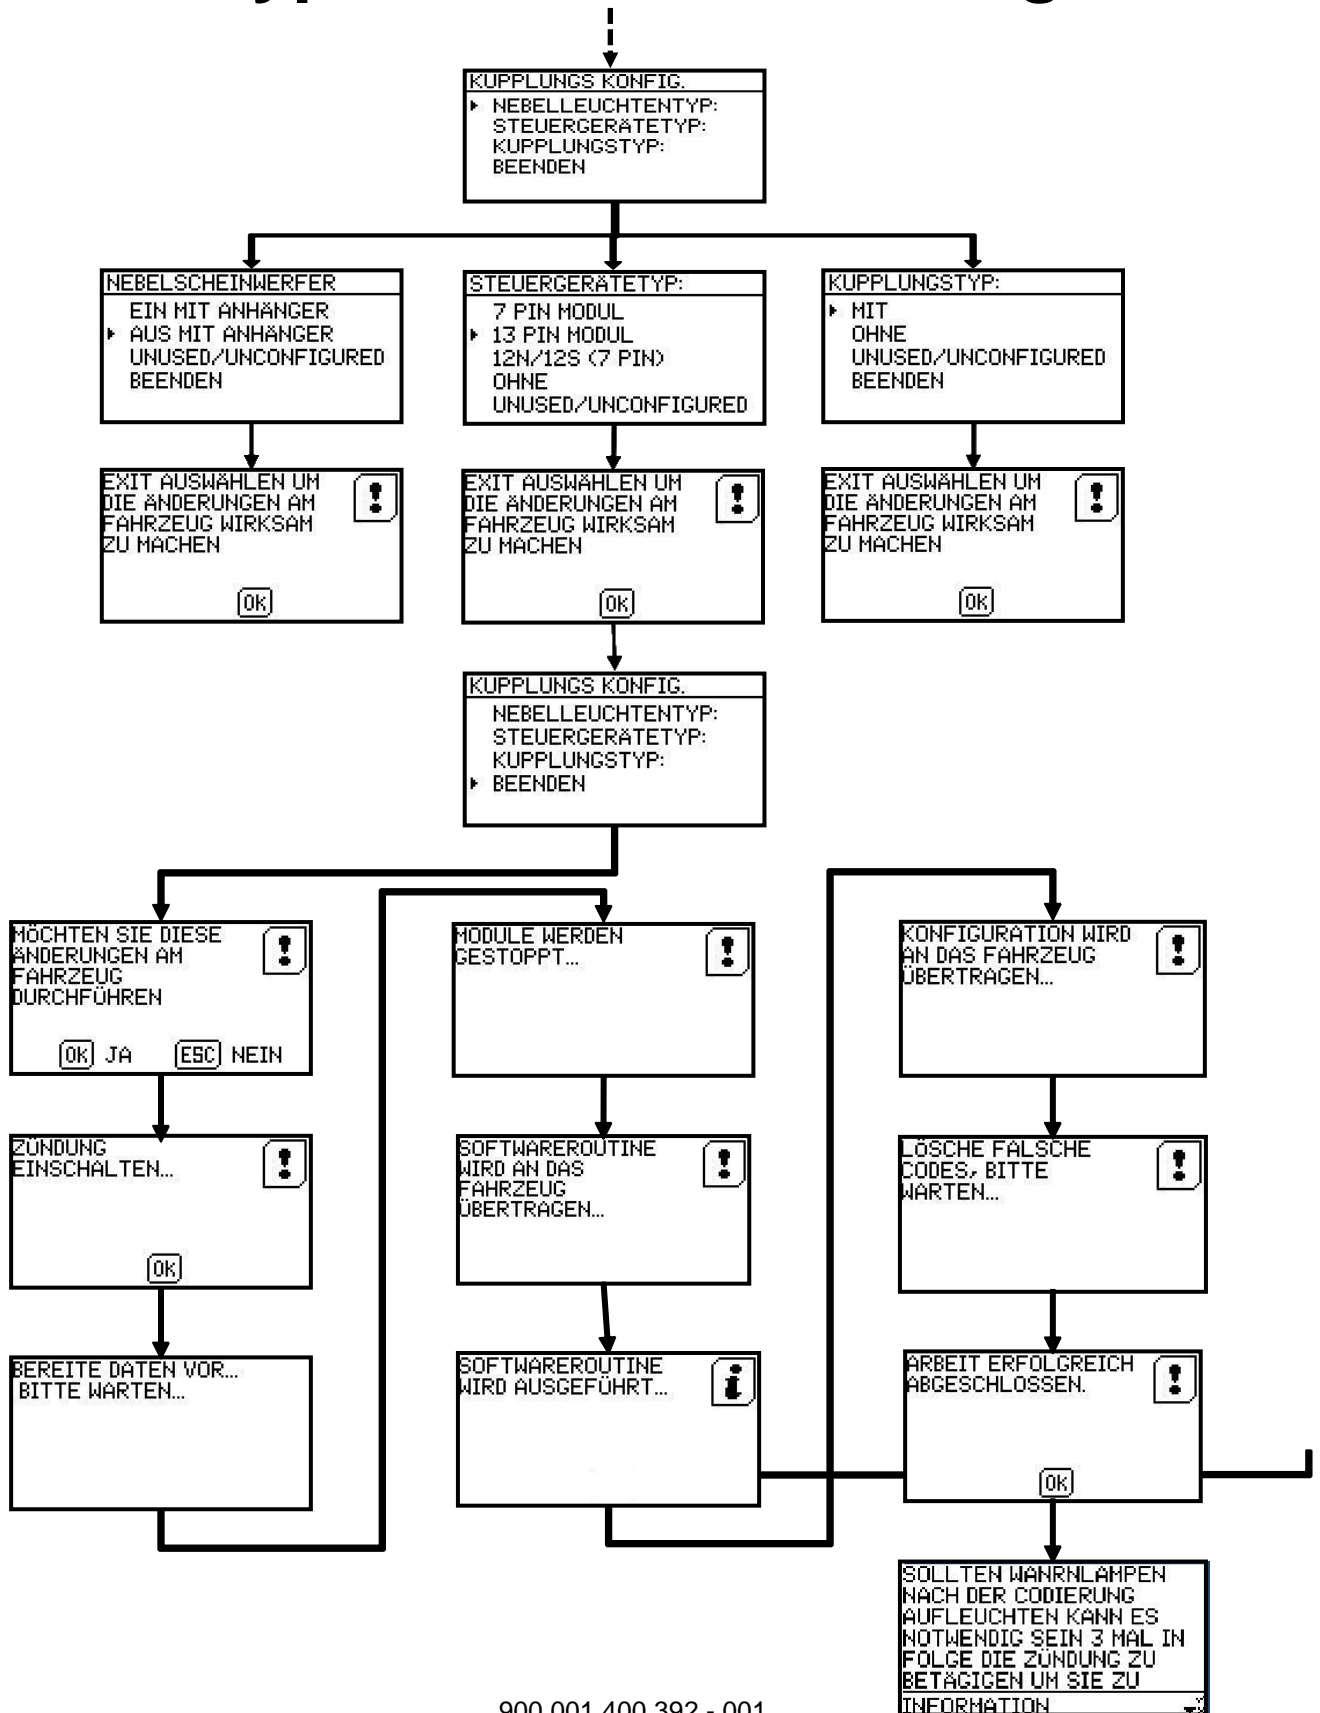 KUPPLUNGS KONFIG.
NEBELLEUCHTENTYP:
STEUERGERÄTETYP:
KUPPLUNGSTYP:
BEENDEN
NEBELSCHEINWERFER
EIN MIT ANHÄNGER
AUS MIT ANHÄNGER
UNUSED/UNCONFIGURED
BEENDEN
STEUERGERÄTETYP:
7 PIN MODUL
13 PIN MODUL
12N/12S (7 PIN)
OHNE
UNUSED/UNCONFIGURED
KUPPLUNGSTYP:
MIT
OHNE
UNUSED/UNCONFIGURED
BEENDEN
EXIT AUSWÄHLEN UM
DIE ÄNDERUNGEN AM
FAHRZEUG WIRKSAM
ZU MACHEN
OK
EXIT AUSWÄHLEN UM
DIE ÄNDERUNGEN AM
FAHRZEUG WIRKSAM
ZU MACHEN
OK
EXIT AUSWÄHLEN UM
DIE ÄNDERUNGEN AM
FAHRZEUG WIRKSAM
ZU MACHEN
OK
KUPPLUNGS KONFIG.
NEBELLEUCHTENTYP:
STEUERGERÄTETYP:
KUPPLUNGSTYP:
BEENDEN
MÖCHTEN SIE DIESE
ÄNDERUNGEN AM
FAHRZEUG
DURCHFÜHREN
OK JA ESC NEIN
ZÜNDUNG
EINSCHALTEN...
OK
BEREITE DATEN VOR...
BITTE WARTEN...
MODULE WERDEN
GESTOPPT...
SOFTWAREROUTINE
WIRD AN DAS
FAHRZEUG
ÜBERTRAGEN...
SOFTWAREROUTINE
WIRD AUSGEFÜHRT...
KONFIGURATION WIRD
AN DAS FAHRZEUG
ÜBERTRAGEN...
LÖSCHE FALSCHE
CODES, BITTE
WARTEN...
ARBEIT ERFOLGREICH
ABGESCHLOSSEN.
OK
SOLLTEN WANRNLAMPEN
NACH DER CODIERUNG
AUFLEUCHTEN KANN ES
NOTWENDIG SEIN 3 MAL IN
FOLGE DIE ZÜNDUNG ZU
BETÄGIGEN UM SIE ZU
INFORMATION
900 001 400 392 - 001